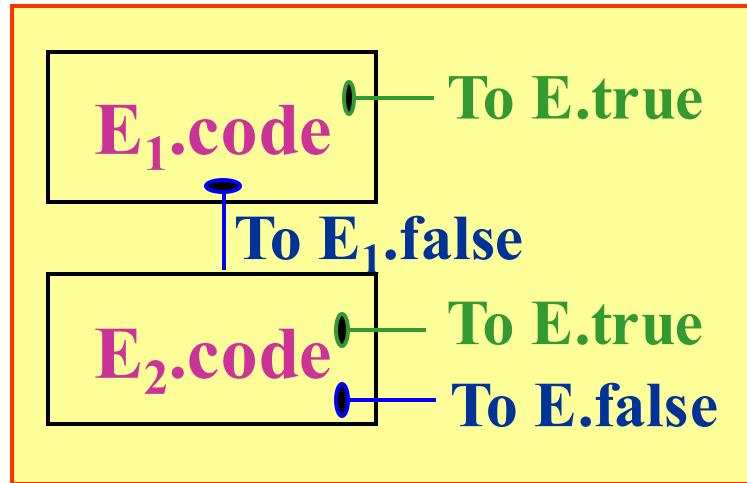 To E.true
E₁.code
To E₁.false
To E.true
E₂.code
To E.false